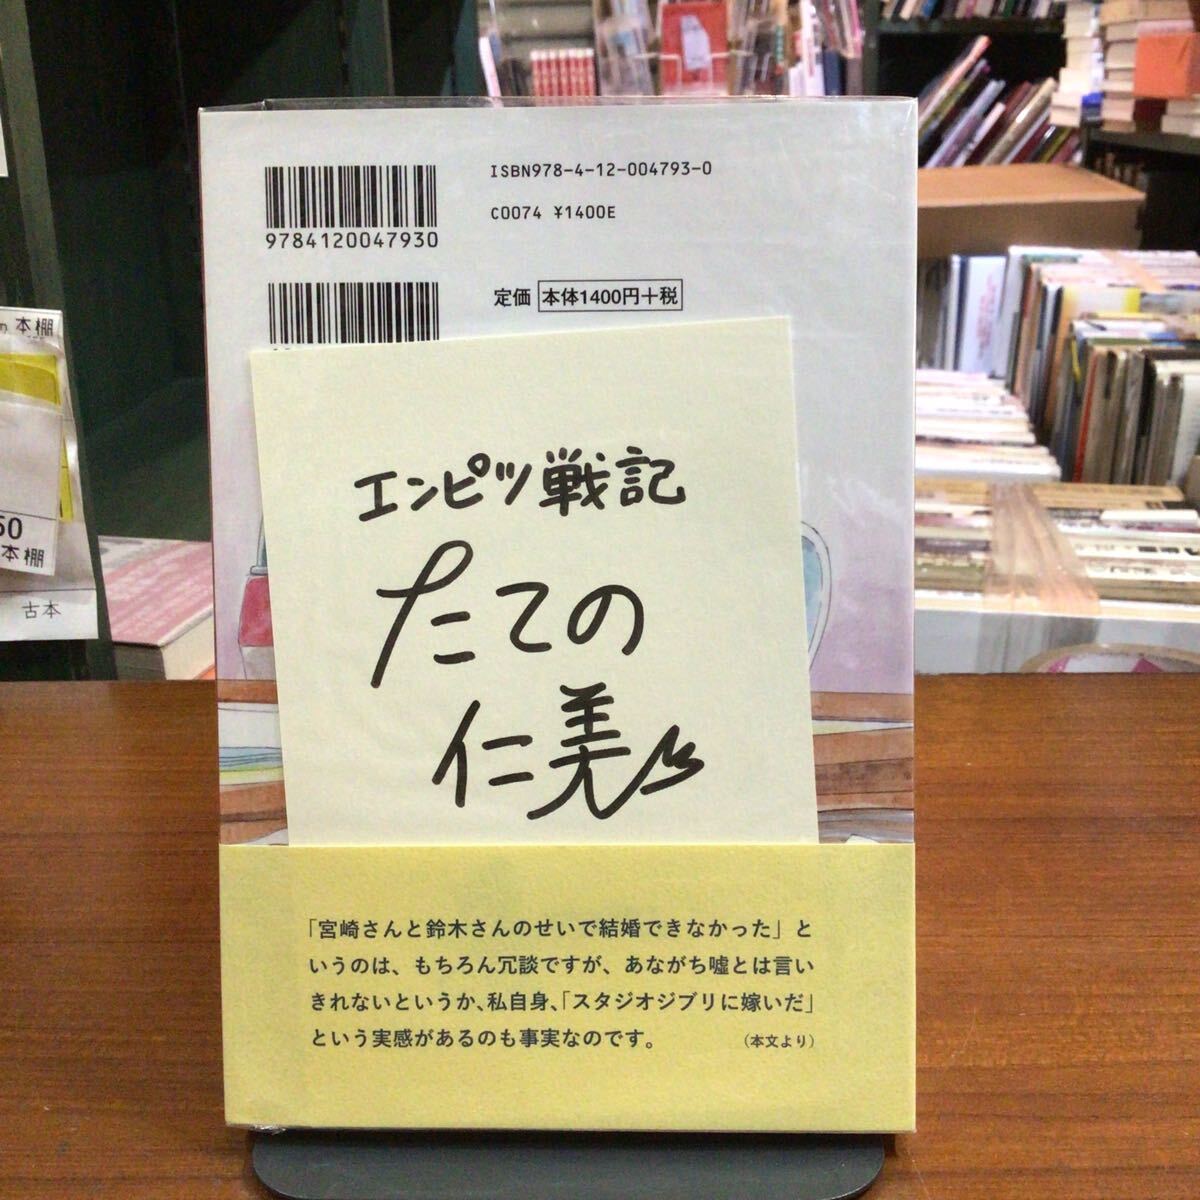 ISBN978-4-12-004793-0
C0074 ¥1400E
9784120047930
定価 本体1400円+税
エンピツ戦記
たての
仁美
「宮崎さんと鈴木さんのせいで結婚できなかった」と
いうのは、もちろん冗談ですが、あながち嘘とは言い
きれないというか、私自身、「スタジオジブリに嫁いだ」
という実感があるのも事実なのです。 (本文より)
本棚
50
本棚
古本